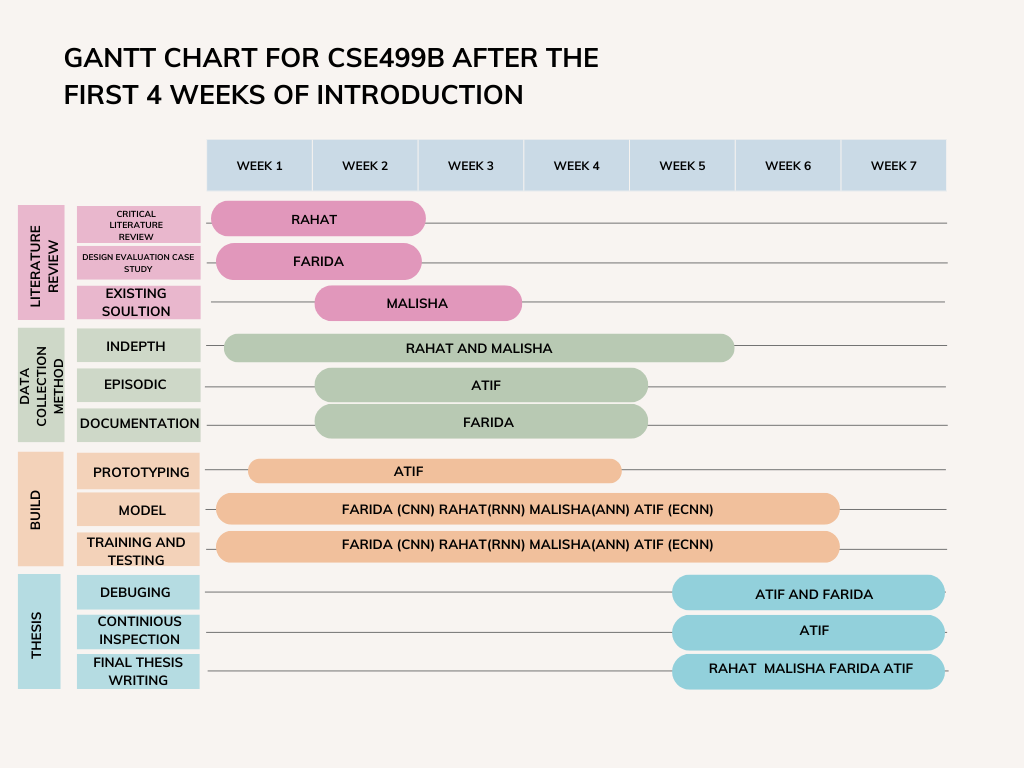 GANTT CHART FOR CSE499B AFTER THE
FIRST 4 WEEKS OF INTRODUCTION
WEEK 1 WEEK 2 WEEK 3 WEEK 4 WEEK 5 WEEK 6 WEEK 7
LITERATURE
REVIEW
CRITICAL
LITERATURE
REVIEW
RAHAT
DESIGN EVALUATION CASE
STUDY
FARIDA
EXISTING
SOULTION
MALISHA
DATA
COLLECTION
METHOD
INDEPTH
RAHAT AND MALISHA
EPISODIC
ATIF
DOCUMENTATION
FARIDA
BUILD
PROTOTYPING
ATIF
MODEL
FARIDA (CNN) RAHAT(RNN) MALISHA(ANN) ATIF (ECNN)
TRAINING AND
TESTING
FARIDA (CNN) RAHAT(RNN) MALISHA(ANN) ATIF (ECNN)
THESIS
DEBUGING
ATIF AND FARIDA
CONTINIOUS
INSPECTION
ATIF
FINAL THESIS
WRITING
RAHAT MALISHA FARIDA ATIF